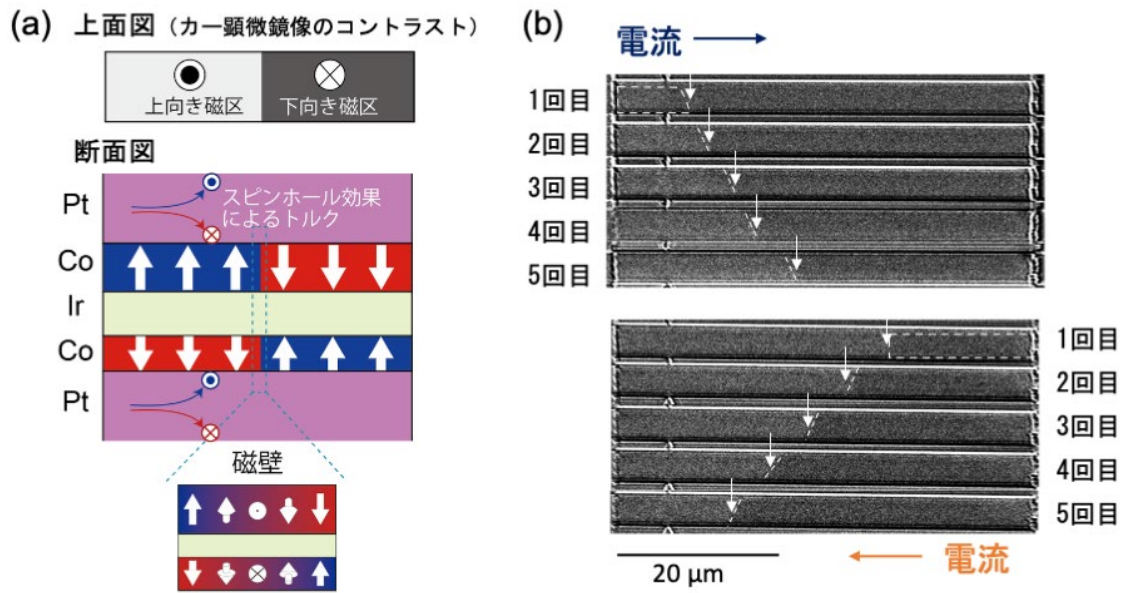 (a) 上面図（カー顕微鏡像のコントラスト）
上向き磁区
下向き磁区
断面図
Pt
スピンホール効果
によるトルク
Co
Ir
Co
Pt
磁壁
(b)
電流
1回目
2回目
3回目
4回目
5回目
1回目
2回目
3回目
4回目
5回目
20 μm
電流